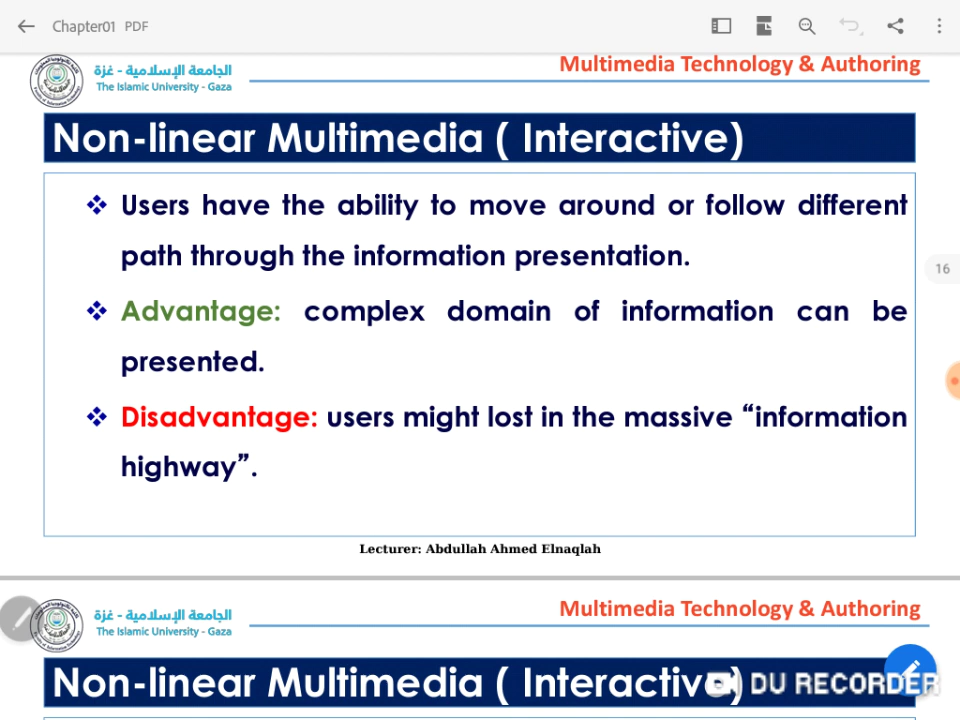 Chapter01 PDF
الجامعة الإسلامية - غزة
The Islamic University - Gaza
Multimedia Technology & Authoring
Non-linear Multimedia ( Interactive)
❖ Users have the ability to move around or follow different
path through the information presentation.
16
❖ Advantage: complex domain of information can be
presented.
❖ Disadvantage: users might lost in the massive “information
highway”.
Lecturer: Abdullah Ahmed Elnaqlah
الجامعة الإسلامية - غزة
The Islamic University - Gaza
Multimedia Technology & Authoring
Non-linear Multimedia ( Interactive)
DU RECORDER